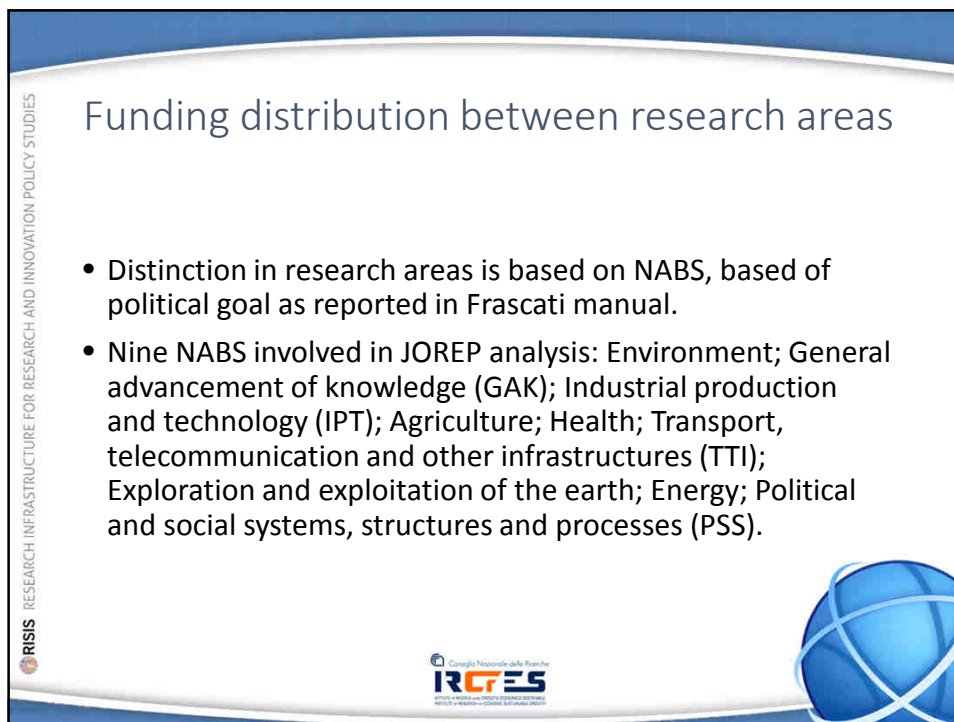 Funding distribution between research areas
• Distinction in research areas is based on NABS, based of
political goal as reported in Frascati manual.
• Nine NABS involved in JOREP analysis: Environment; General
advancement of knowledge (GAK); Industrial production
and technology (IPT); Agriculture; Health; Transport,
telecommunication and other infrastructures (TTI);
Exploration and exploitation of the earth; Energy; Political
and social systems, structures and processes (PSS).
RISIS RESEARCH INFRASTRUCTURE FOR RESEARCH AND INNOVATION POLICY STUDIES
Consiglio Nazionale delle Ricerche
IRCrES